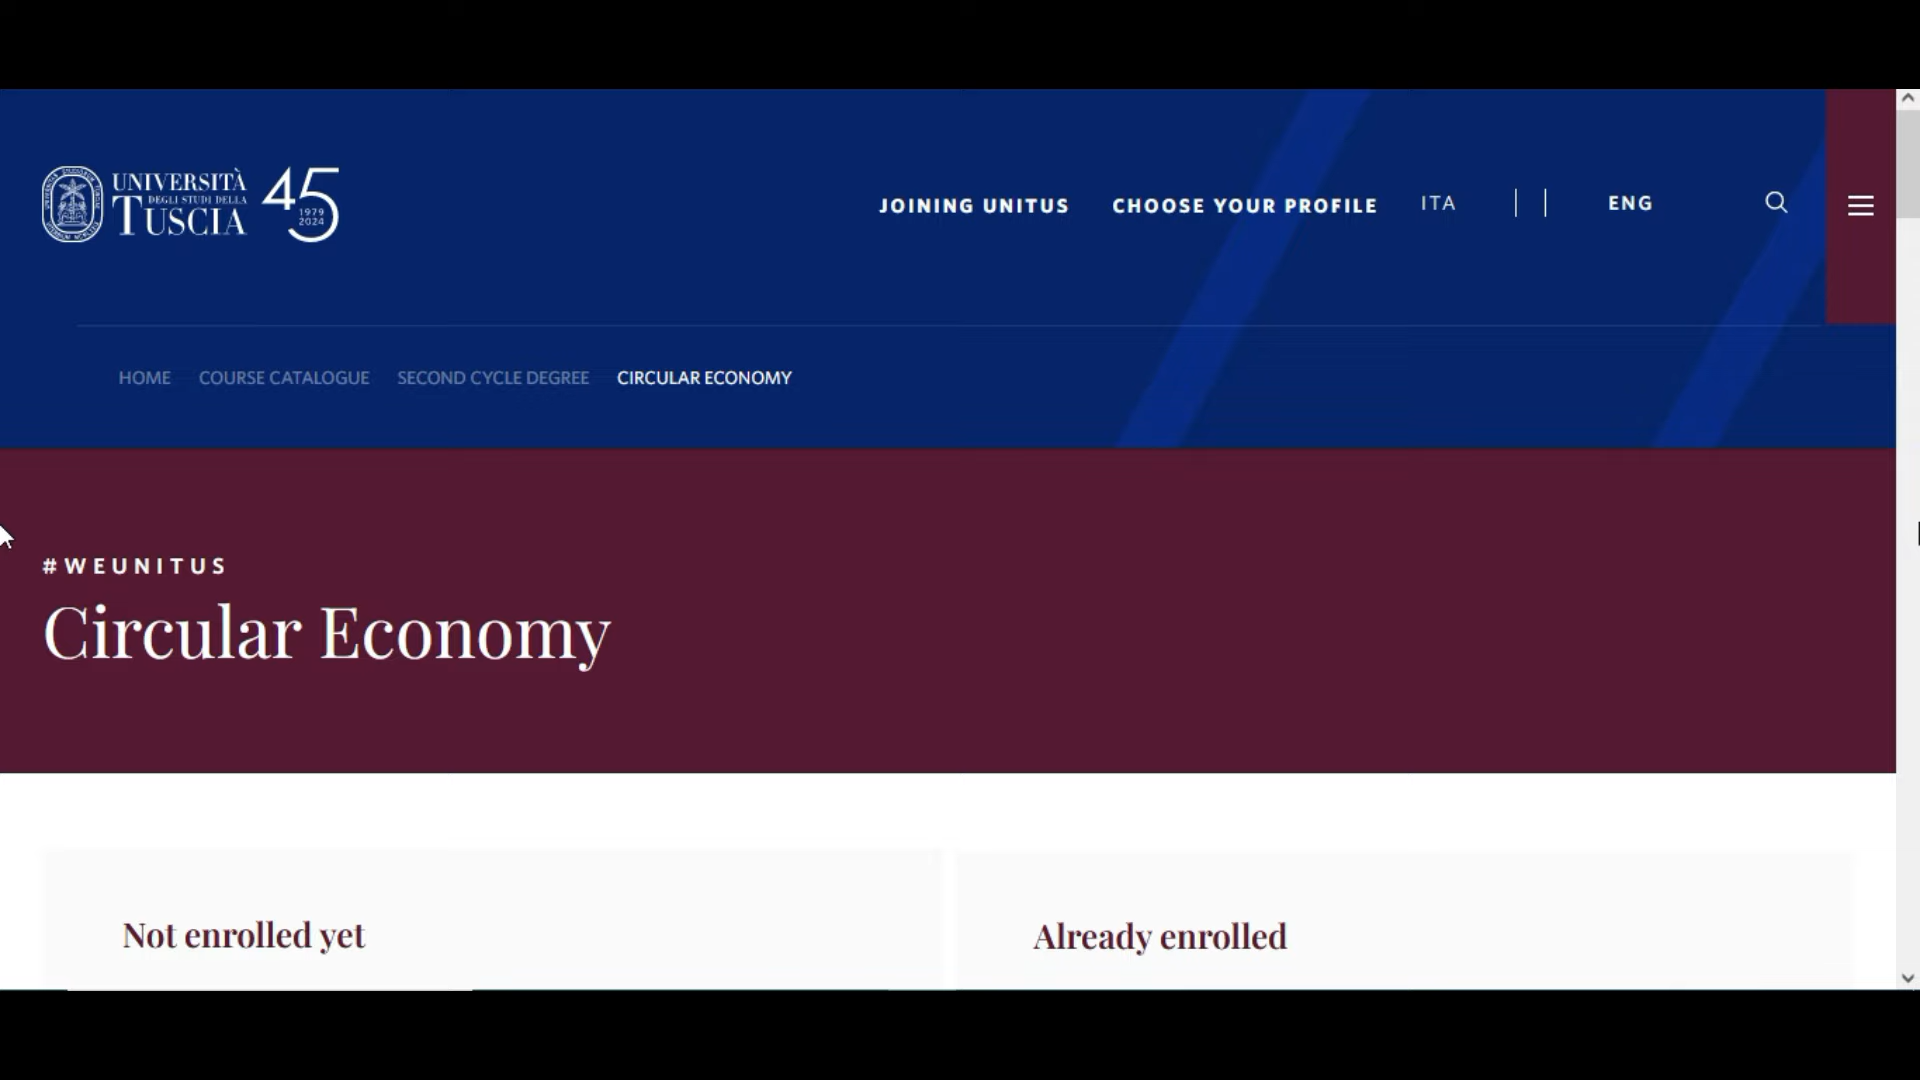 UNIVERSITÀ
DEGLI STUDI DELLA
TUSCIA
45
1979
2024
JOINING UNITUS
CHOOSE YOUR PROFILE
ITA
ENG
HOME
COURSE CATALOGUE
SECOND CYCLE DEGREE
CIRCULAR ECONOMY
#WEUNITUS
Circular Economy
Not enrolled yet
Already enrolled